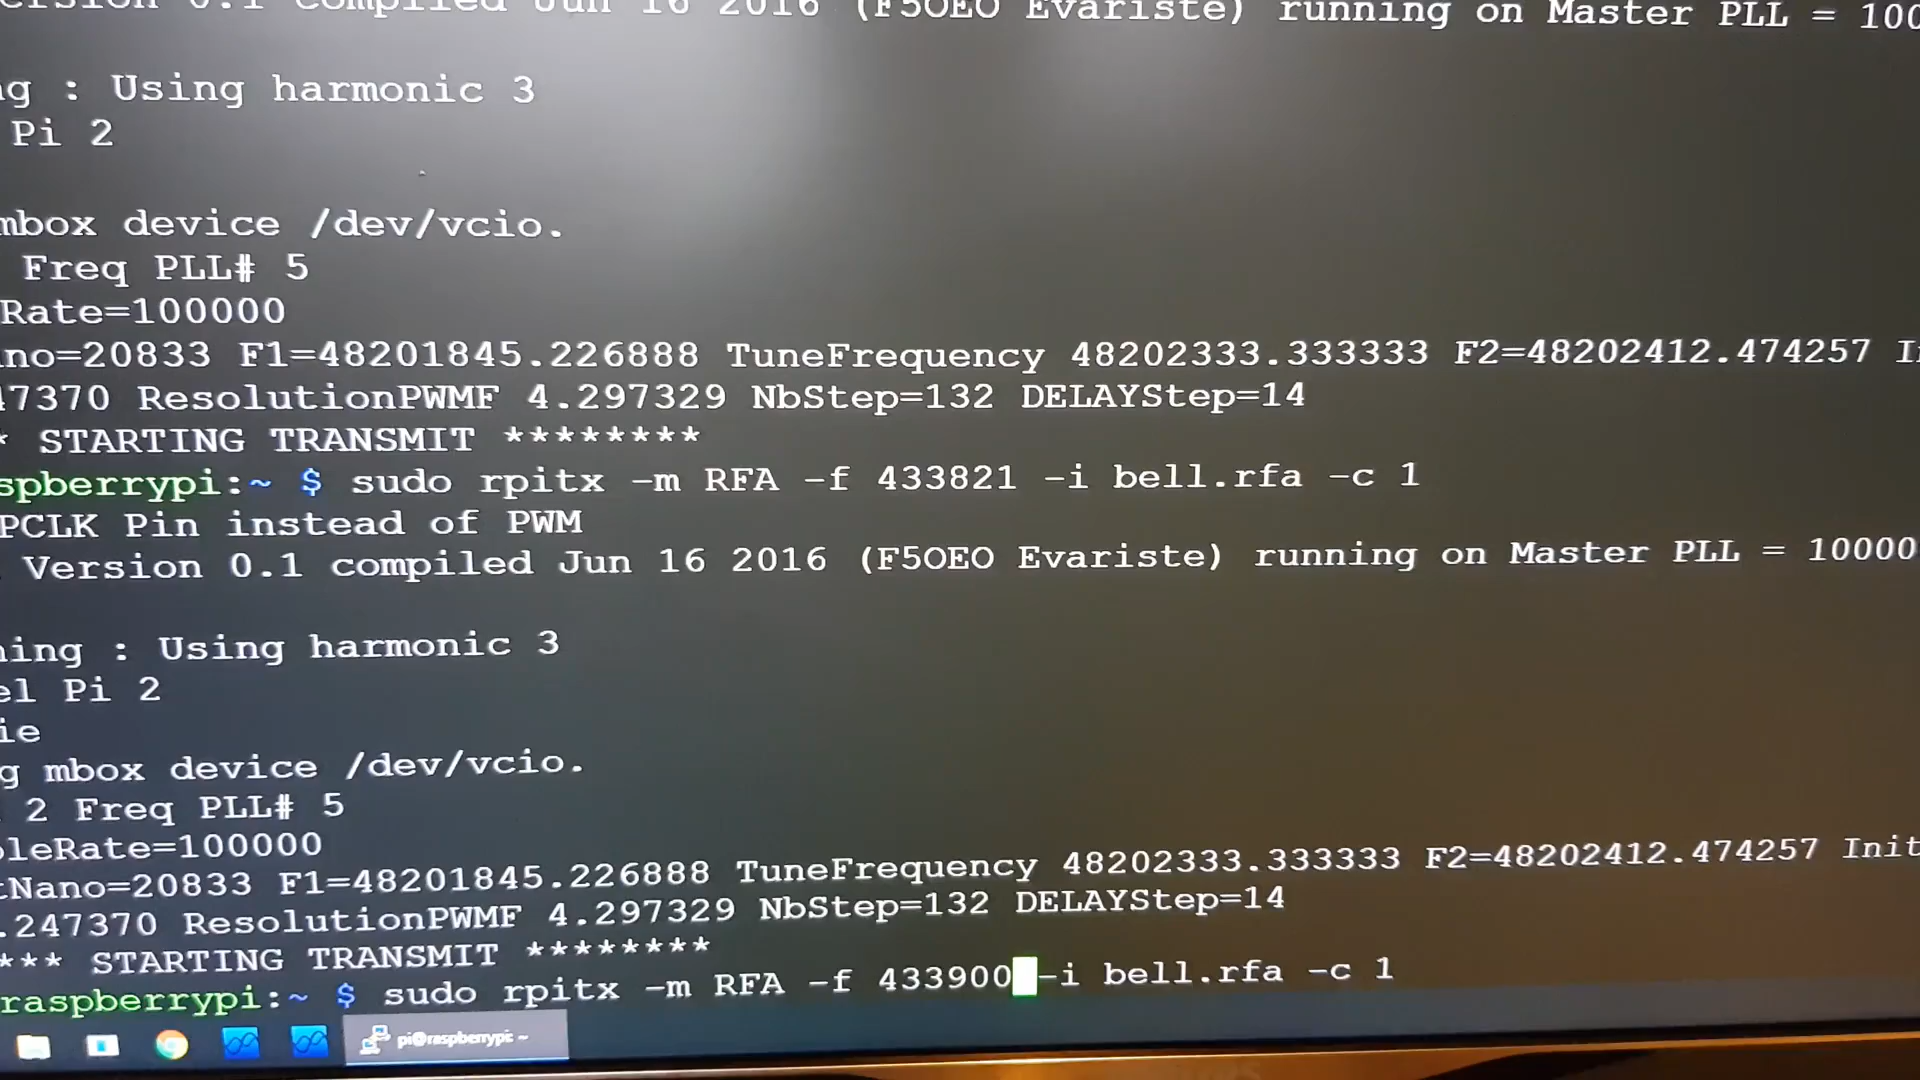 ersion 0.1 compiled Jun 16 2016 (F5OEO Evariste) running on Master PLL = 100
ng : Using harmonic 3
Pi 2
mbox device /dev/vcio.
Freq PLL# 5
Rate=100000
no=20833 F1=48201845.226888 TuneFrequency 48202333.333333 F2=48202412.474257 In
47370 ResolutionPWMF 4.297329 NbStep=132 DELAYStep=14
* STARTING TRANSMIT ********
spberrypi:~ $ sudo rpitx -m RFA -f 433821 -i bell.rfa -c 1
PCLK Pin instead of PWM
Version 0.1 compiled Jun 16 2016 (F5OEO Evariste) running on Master PLL = 10000
ning : Using harmonic 3
el Pi 2
ie
g mbox device /dev/vcio.
2 Freq PLL# 5
leRate=100000
tNano=20833 F1=48201845.226888 TuneFrequency 48202333.333333 F2=48202412.474257 Init
.247370 ResolutionPWMF 4.297329 NbStep=132 DELAYStep=14
*** STARTING TRANSMIT ********
raspberrypi:~ $ sudo rpitx -m RFA -f 433900 -i bell.rfa -c 1
pi@raspberrypi: ~